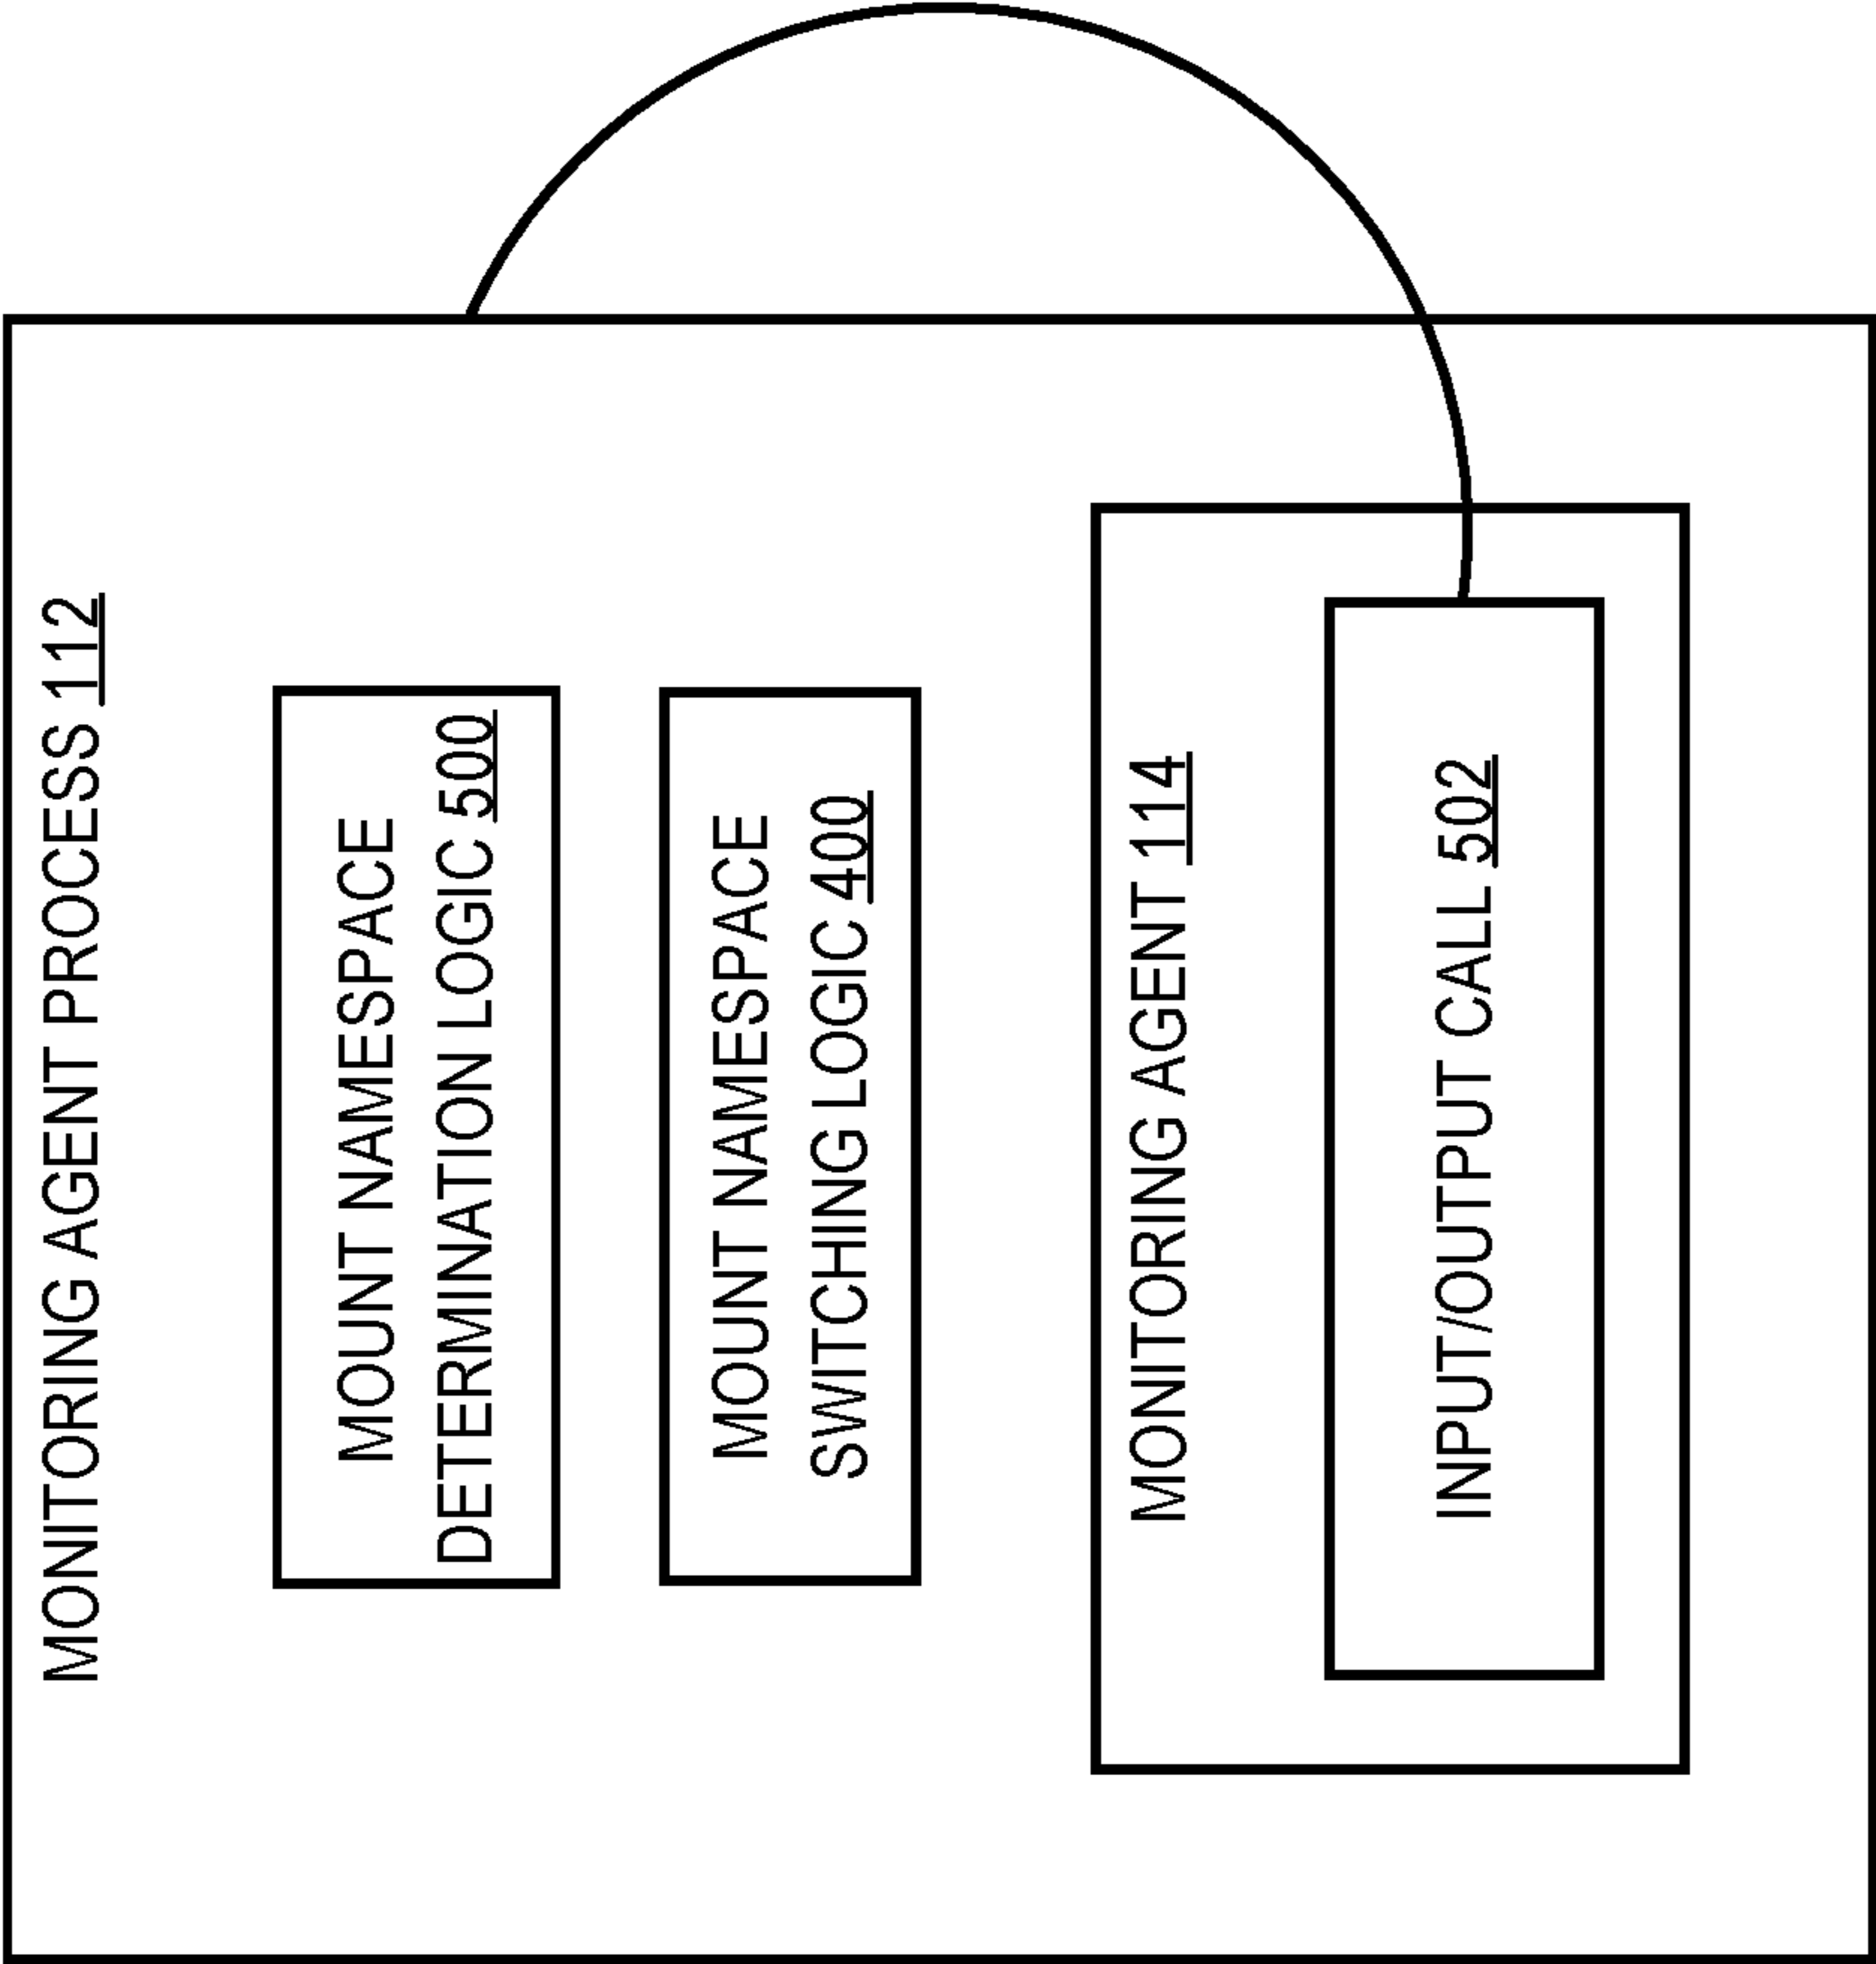 MONITORING AGENT PROCESS 112
MOUNT NAMESPACE
DETERMINATION LOGIC 500
MOUNT NAMESPACE
SWITCHING LOGIC 400
MONITORING AGENT 114
INPUT/OUTPUT CALL 502